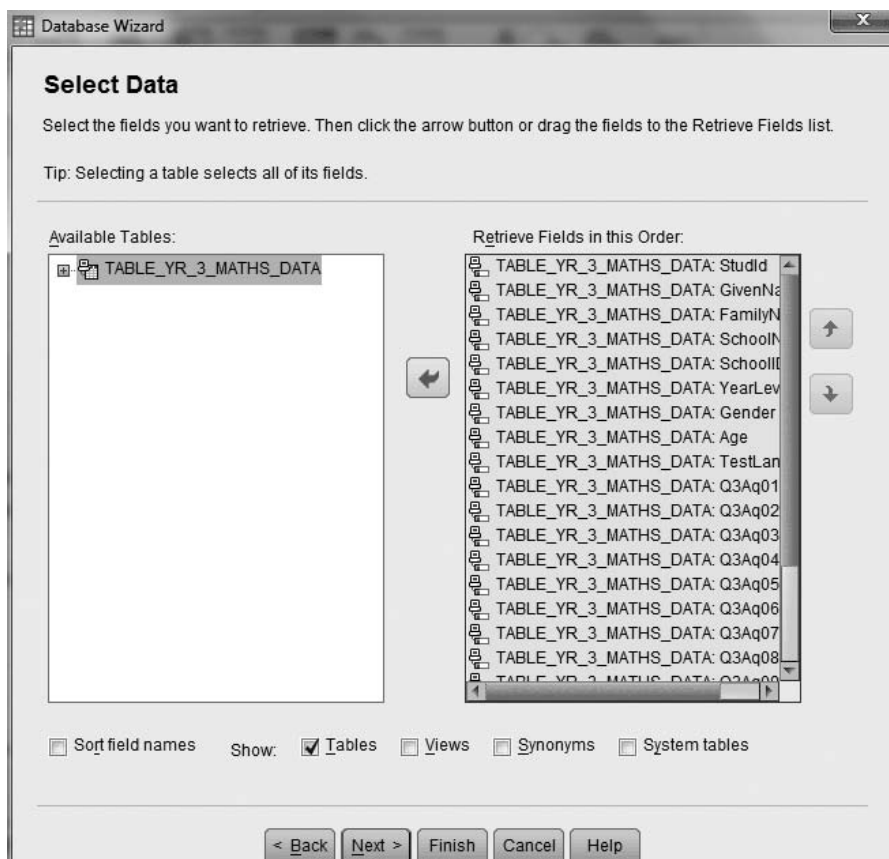 Database Wizard
X
Select Data
Select the fields you want to retrieve. Then click the arrow button or drag the fields to the Retrieve Fields list.
Tip: Selecting a table selects all of its fields.
Available Tables:
TABLE_YR_3_MATHS_DATA
Retrieve Fields in this Order:
TABLE_YR_3_MATHS_DATA: StudId
TABLE_YR_3_MATHS_DATA: GivenNa
TABLE_YR_3_MATHS_DATA: FamilyN
TABLE_YR_3_MATHS_DATA: SchoolN
TABLE_YR_3_MATHS_DATA: SchoolID
TABLE_YR_3_MATHS_DATA: YearLev
TABLE_YR_3_MATHS_DATA: Gender
TABLE_YR_3_MATHS_DATA: Age
TABLE_YR_3_MATHS_DATA: TestLan
TABLE_YR_3_MATHS_DATA: Q3Aq01
TABLE_YR_3_MATHS_DATA: Q3Aq02
TABLE_YR_3_MATHS_DATA: Q3Aq03
TABLE_YR_3_MATHS_DATA: Q3Aq04
TABLE_YR_3_MATHS_DATA: Q3Aq05
TABLE_YR_3_MATHS_DATA: Q3Aq06
TABLE_YR_3_MATHS_DATA: Q3Aq07
TABLE_YR_3_MATHS_DATA: Q3Aq08
TABLE_YR_3_MATHS_DATA: Q3Aq09
Sort field names
Show:
Tables
Views
Synonyms
System tables
< Back
Next >
Finish
Cancel
Help